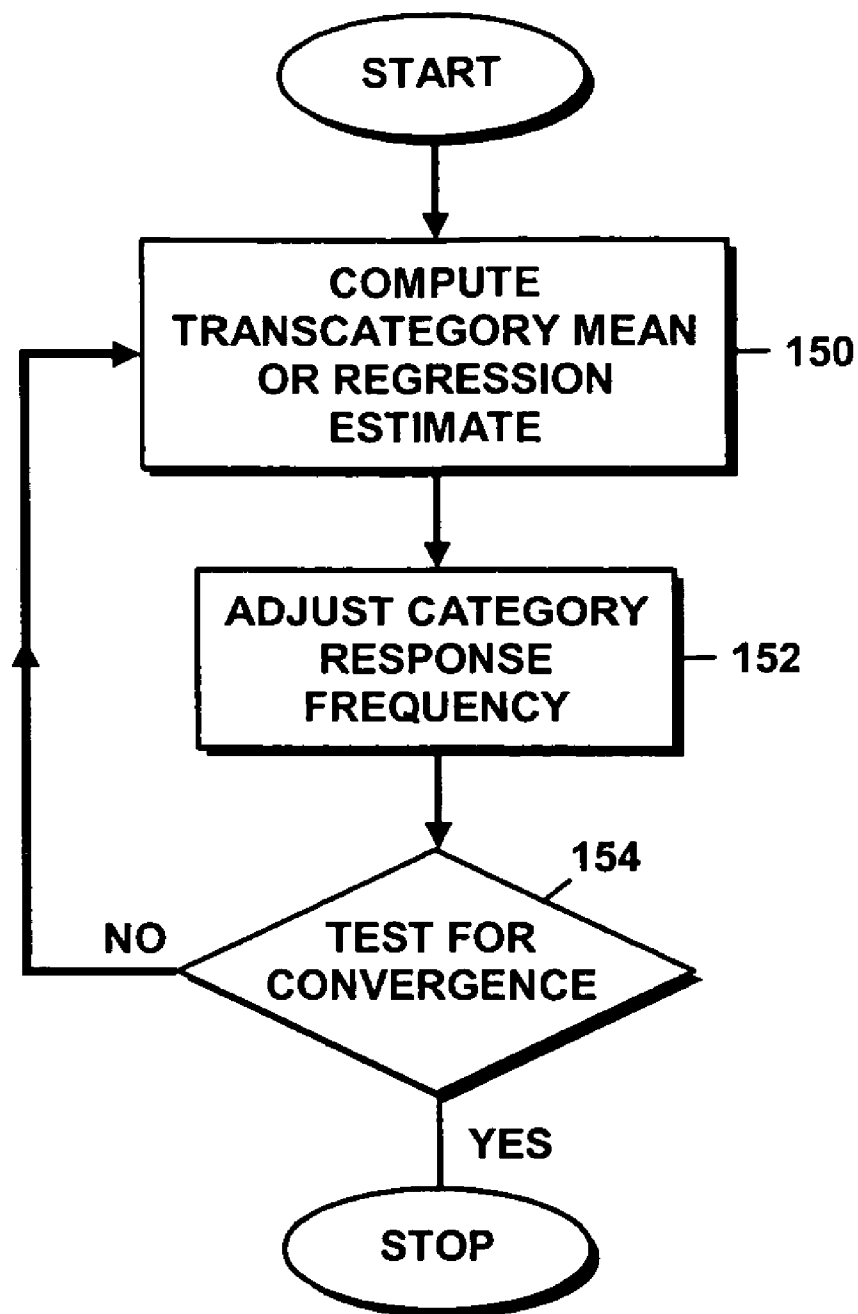 START
COMPUTE
TRANSCATEGORY MEAN
OR REGRESSION
ESTIMATE
150
ADJUST CATEGORY
RESPONSE
FREQUENCY
152
154
TEST FOR
CONVERGENCE
NO
YES
STOP